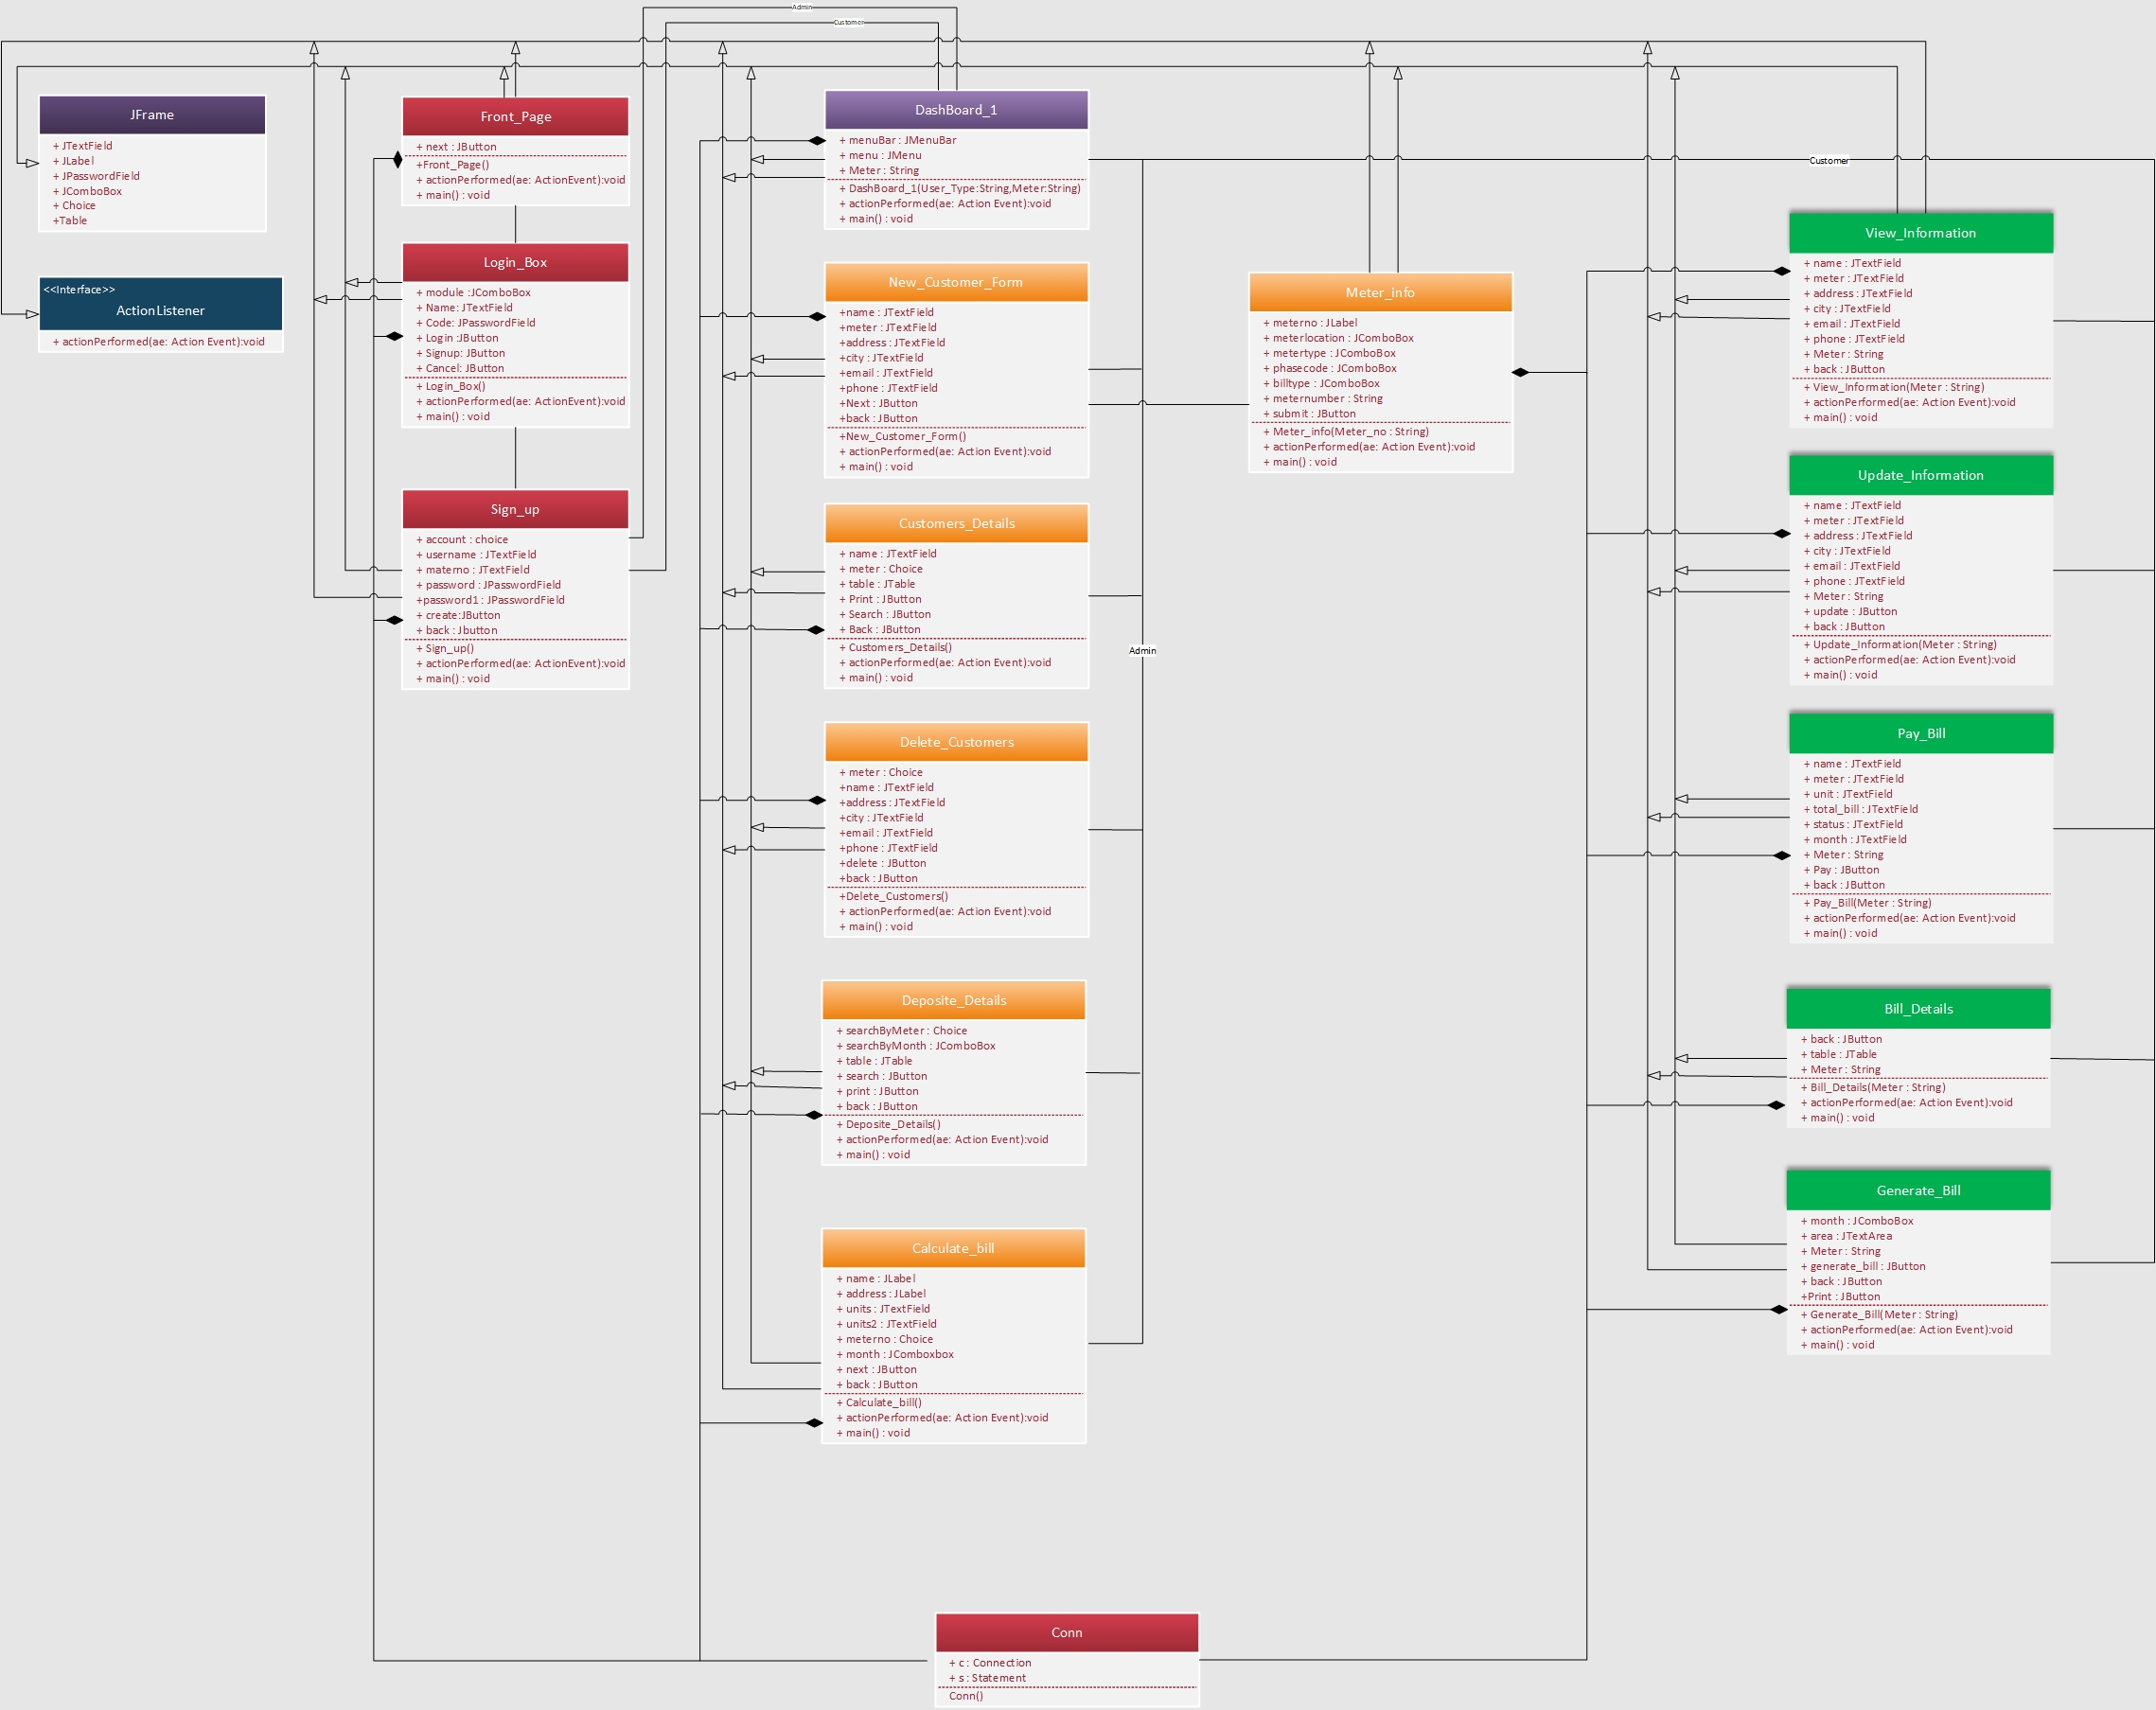 Admin
Customer
JFrame
+ JTextField
+ JLabel
+ JPasswordField
+ JComboBox
+ Choice
+Table
<<Interface>>
ActionListener
+ actionPerformed(ae: Action Event):void
Front_Page
+ next : JButton
+Front_Page()
+ actionPerformed(ae: ActionEvent):void
+ main() : void
Login_Box
+ module :JComboBox
+ Name: JTextField
+ Code: JPasswordField
+ Login :JButton
+ Signup: JButton
+ Cancel: JButton
+ Login_Box()
+ actionPerformed(ae: ActionEvent):void
+ main() : void
Sign_up
+ account : choice
+ username : JTextField
+ materno : JTextField
+ password : JPasswordField
+password1 : JPasswordField
+ create:JButton
+ back : Jbutton
+ Sign_up()
+ actionPerformed(ae: ActionEvent):void
+ main() : void
DashBoard_1
+ menuBar : JMenuBar
+ menu : JMenu
+ Meter : String
+ DashBoard_1(User_Type:String,Meter:String)
+ actionPerformed(ae: Action Event):void
+ main() : void
New_Customer_Form
+name : JTextField
+meter : JTextField
+address : JTextField
+city : JTextField
+email : JTextField
+phone : JTextField
+Next : JButton
+back : JButton
+New_Customer_Form()
+ actionPerformed(ae: Action Event):void
+ main() : void
Customers_Details
+ name : JTextField
+ meter : Choice
+ table : JTable
+ Print : JButton
+ Search : JButton
+ Back : JButton
+ Customers_Details()
+ actionPerformed(ae: Action Event):void
+ main() : void
Admin
Delete_Customers
+ meter : Choice
+name : JTextField
+address : JTextField
+city : JTextField
+email : JTextField
+phone : JTextField
+delete : JButton
+back : JButton
+Delete_Customers()
+ actionPerformed(ae: Action Event):void
+ main() : void
Deposite_Details
+ searchByMeter : Choice
+ searchByMonth : JComboBox
+ table : JTable
+ search : JButton
+ print : JButton
+ back : JButton
+ Deposite_Details()
+ actionPerformed(ae: Action Event):void
+ main() : void
Calculate_bill
+ name : JLabel
+ address : JLabel
+ units : JTextField
+ units2 : JTextField
+ meterno : Choice
+ month : JComboxbox
+ next : JButton
+ back : JButton
+ Calculate_bill()
+ actionPerformed(ae: Action Event):void
+ main() : void
Meter_info
+ meterno : JLabel
+ meterlocation : JComboBox
+ metertype : JComboBox
+ phasecode : JComboBox
+ billtype : JComboBox
+ meternumber : String
+ submit : JButton
+ Meter_info(Meter_no : String)
+ actionPerformed(ae: Action Event):void
+ main() : void
Customer
View_Information
+ name : JTextField
+ meter : JTextField
+ address : JTextField
+ city : JTextField
+ email : JTextField
+ phone : JTextField
+ Meter : String
+ back : JButton
+ View_Information(Meter : String)
+ actionPerformed(ae: Action Event):void
+ main() : void
Update_Information
+ name : JTextField
+ meter : JTextField
+ address : JTextField
+ city : JTextField
+ email : JTextField
+ phone : JTextField
+ Meter : String
+ update : JButton
+ back : JButton
+ Update_Information(Meter : String)
+ actionPerformed(ae: Action Event):void
+ main() : void
Pay_Bill
+ name : JTextField
+ meter : JTextField
+ unit : JTextField
+ total_bill : JTextField
+ status : JTextField
+ month : JTextField
+ Meter : String
+ Pay : JButton
+ back : JButton
+ Pay_Bill(Meter : String)
+ actionPerformed(ae: Action Event):void
+ main() : void
Bill_Details
+ back : JButton
+ table : JTable
+ Meter : String
+ Bill_Details(Meter : String)
+ actionPerformed(ae: Action Event):void
+ main() : void
Generate_Bill
+ month : JComboBox
+ area : JTextArea
+ Meter : String
+ generate_bill : JButton
+ back : JButton
+Print : JButton
+ Generate_Bill(Meter : String)
+ actionPerformed(ae: Action Event):void
+ main() : void
Conn
+ c : Connection
+ s : Statement
Conn()